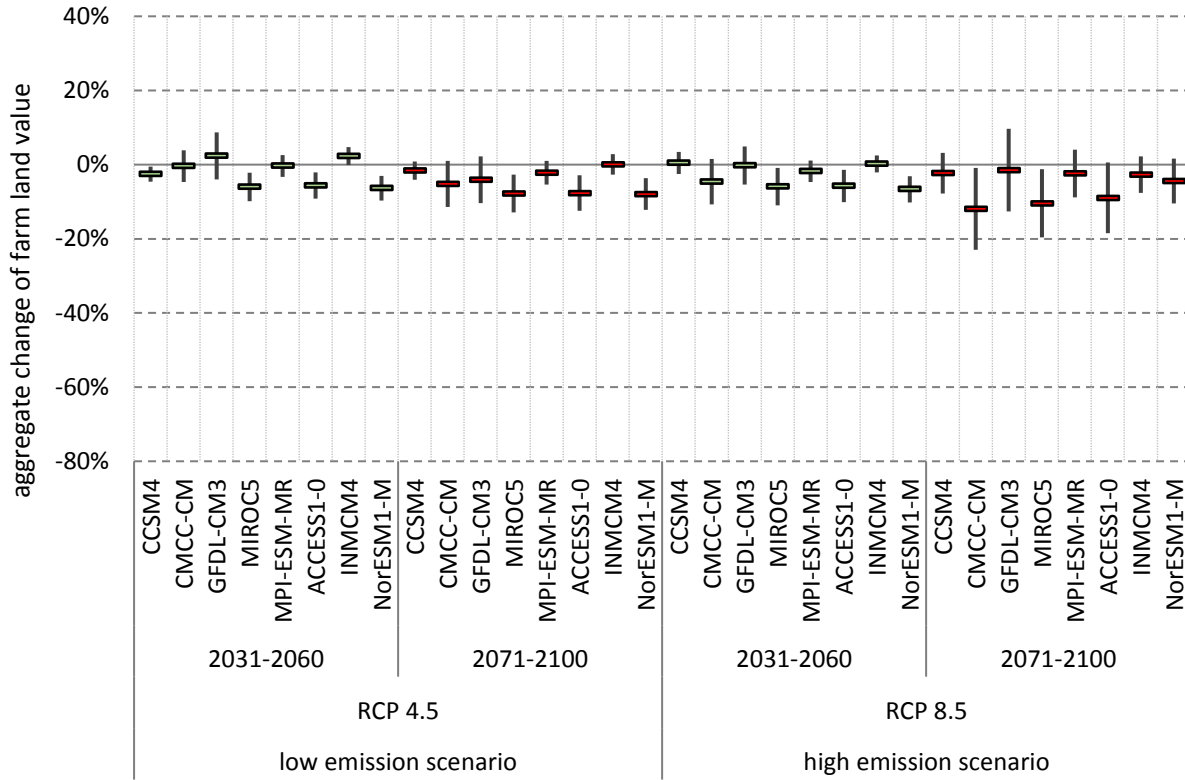 aggregate change of farm land value
40%
20%
0%
-20%
-40%
-60%
-80%
CCSM4
CMCC-CM
GFDL-CM3
MIROC5
MPI-ESM-MR
ACCESS1-0
INMCM4
NorESM1-M
CCSM4
CMCC-CM
GFDL-CM3
MIROC5
MPI-ESM-MR
ACCESS1-0
INMCM4
NorESM1-M
CCSM4
CMCC-CM
GFDL-CM3
MIROC5
MPI-ESM-MR
ACCESS1-0
INMCM4
NorESM1-M
CCSM4
CMCC-CM
GFDL-CM3
MIROC5
MPI-ESM-MR
ACCESS1-0
INMCM4
NorESM1-M
2031-2060 2071-2100 2031-2060 2071-2100
RCP 4.5 RCP 8.5
low emission scenario high emission scenario